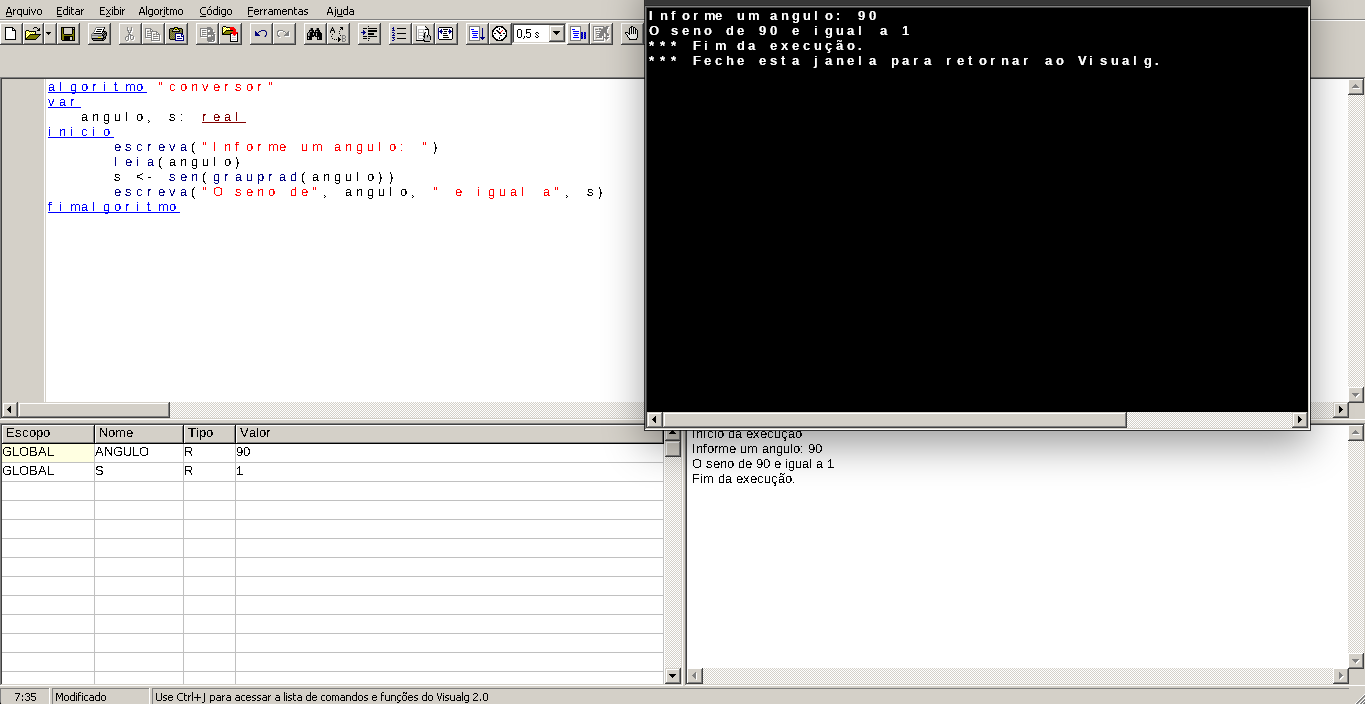 Arquivo Editar Exibir Algoritmo Código Ferramentas Ajuda
0,5 s
algoritmo "conversor"
var
angulo, s: real
inicio
escreva("Informe um angulo: ")
leia(angulo)
s <- sen(grauprad(angulo))
escreva("O seno de", angulo, " e igual a", s)
fimalgoritmo
Informe um angulo: 90
O seno de 90 e igual a 1
*** Fim da execução.
*** Feche esta janela para retornar ao Visualg.
Escopo Nome Tipo Valor
GLOBAL ANGULO R 90
GLOBAL S R 1
Início da execução
Informe um angulo: 90
O seno de 90 e igual a 1
Fim da execução.
7:35 Modificado Use Ctrl+J para acessar a lista de comandos e funções do Visualg 2.0